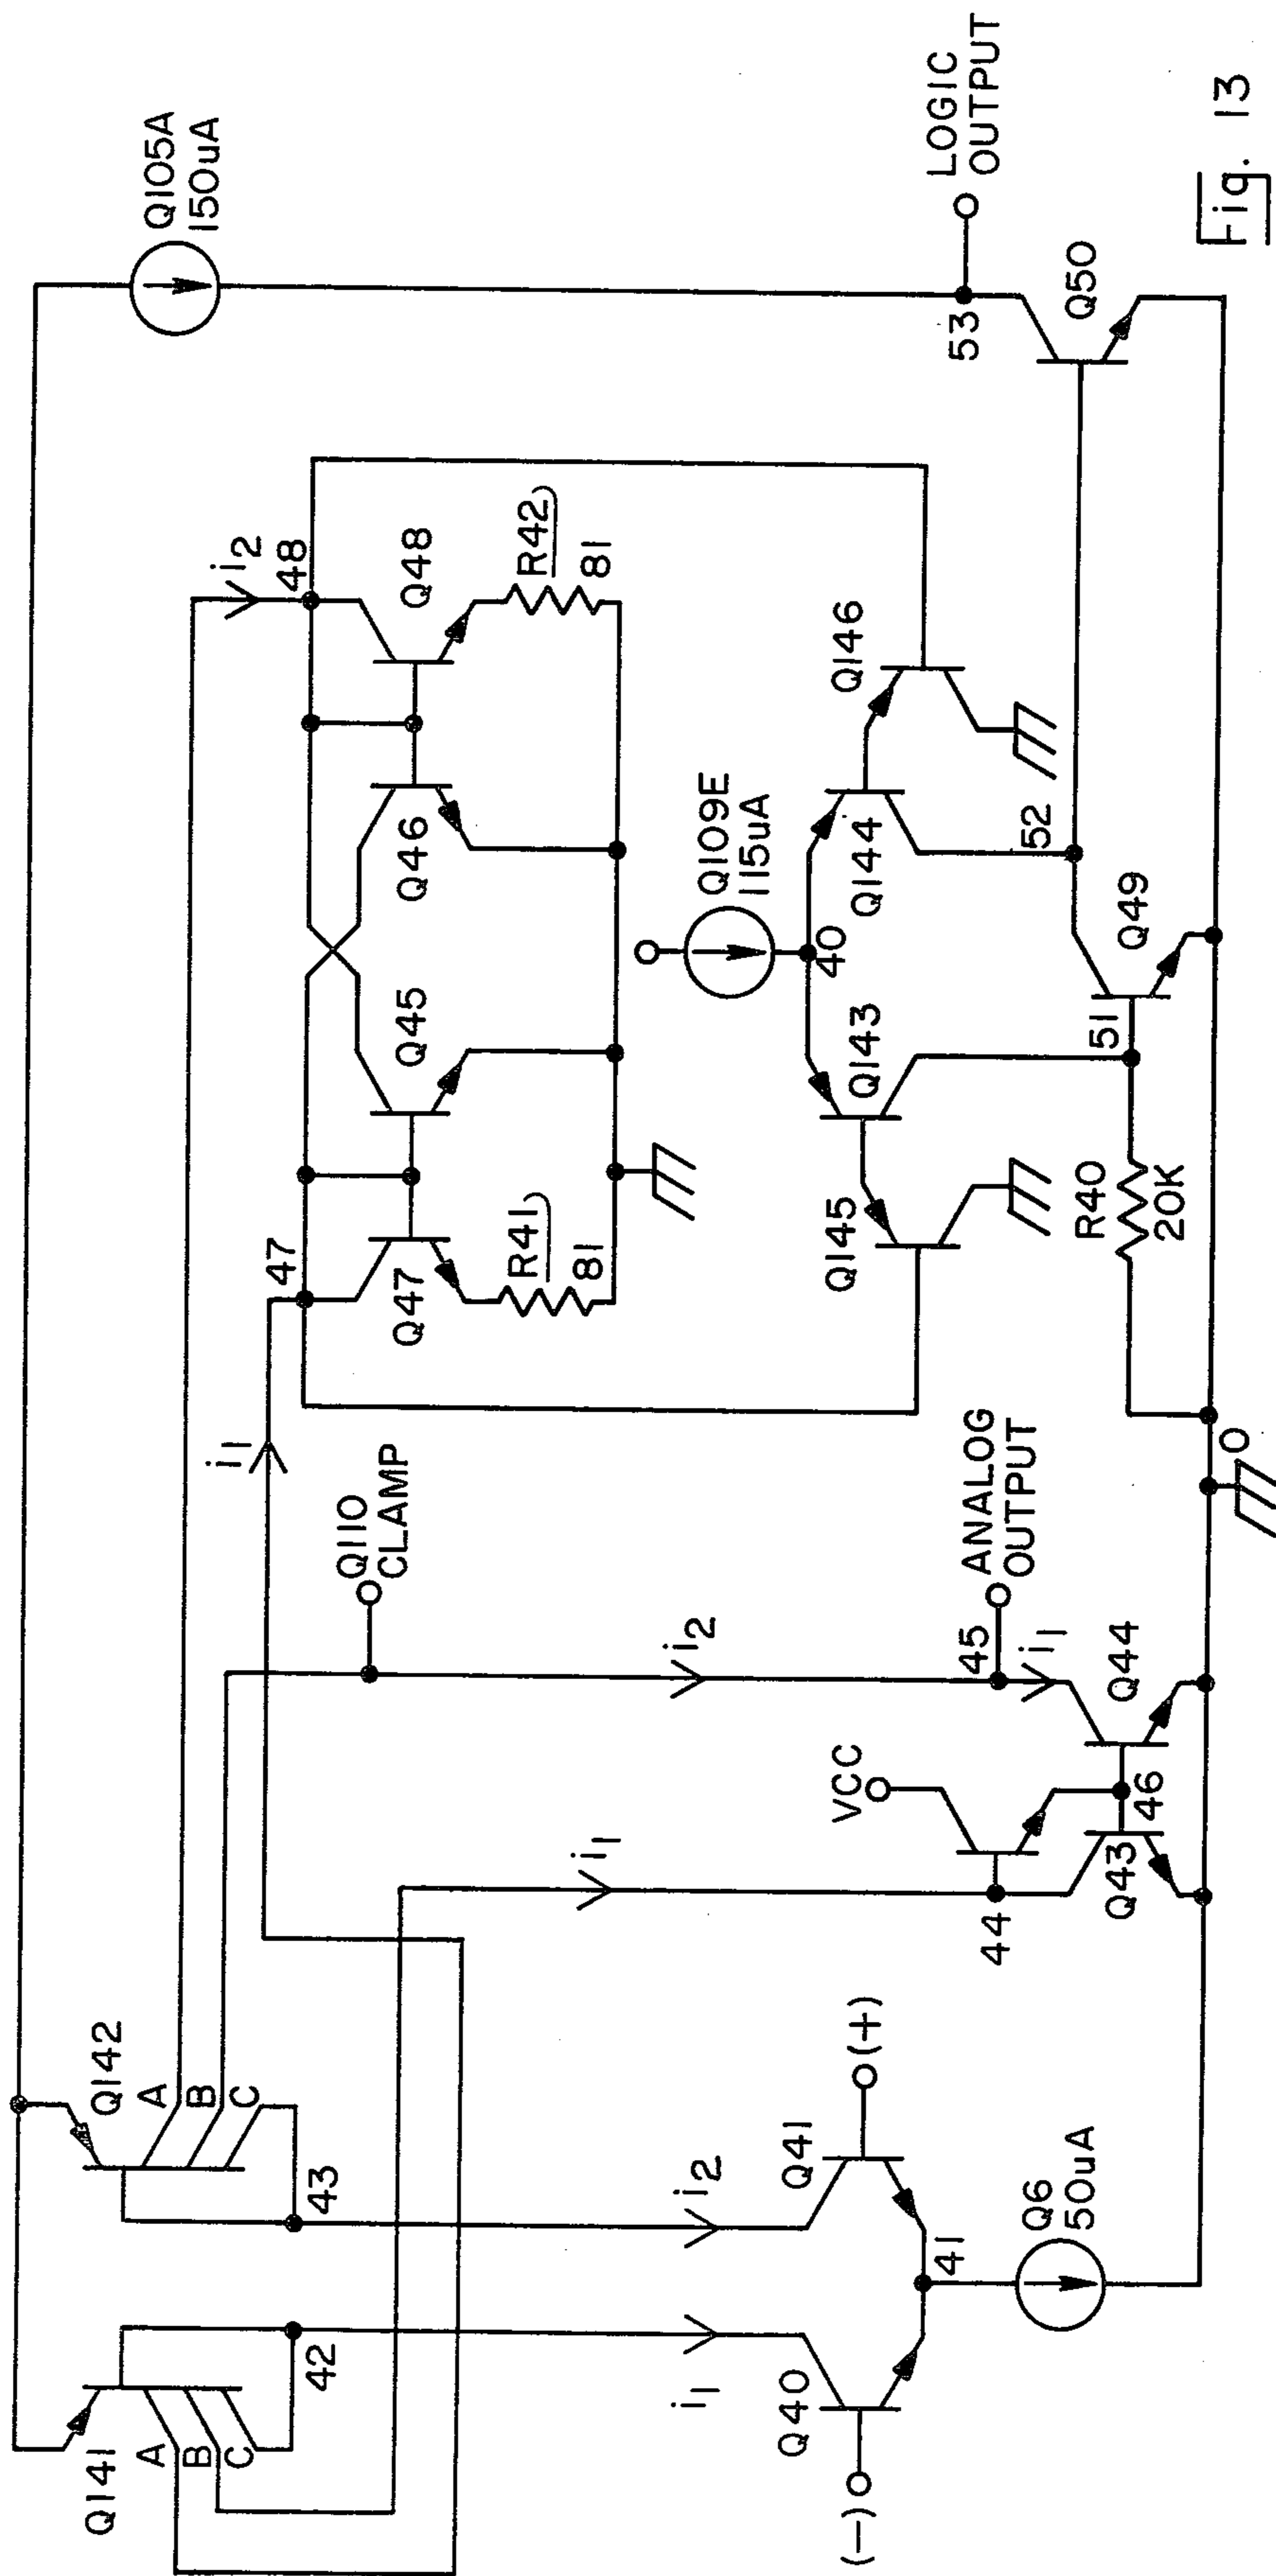 Q105A
150uA
Q142
A
B
C
Q141
A
B
C
43
42
i1
i2
Q40
Q41
(-)
(+)
41
Q6
50uA
i1
i1
i2
Q110
CLAMP
VCC
44
46
Q43
Q44
45
i1
ANALOG
OUTPUT
0
47
Q47
R41
81
Q45
Q46
i2
48
Q48
R42
81
Q109E
115uA
40
Q145
Q143
Q144
Q146
R40
20K
51
Q49
52
53
LOGIC
OUTPUT
Q50
Fig. 13